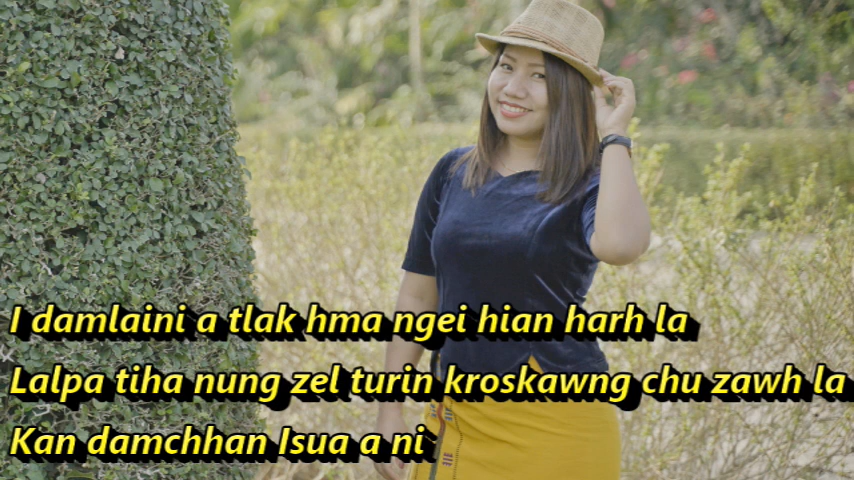 I damlaini a tlak hma ngei hian harh la
Lalpa tiha nung zel turin kroskawng chu zawh la
Kan damchhan Isua a ni